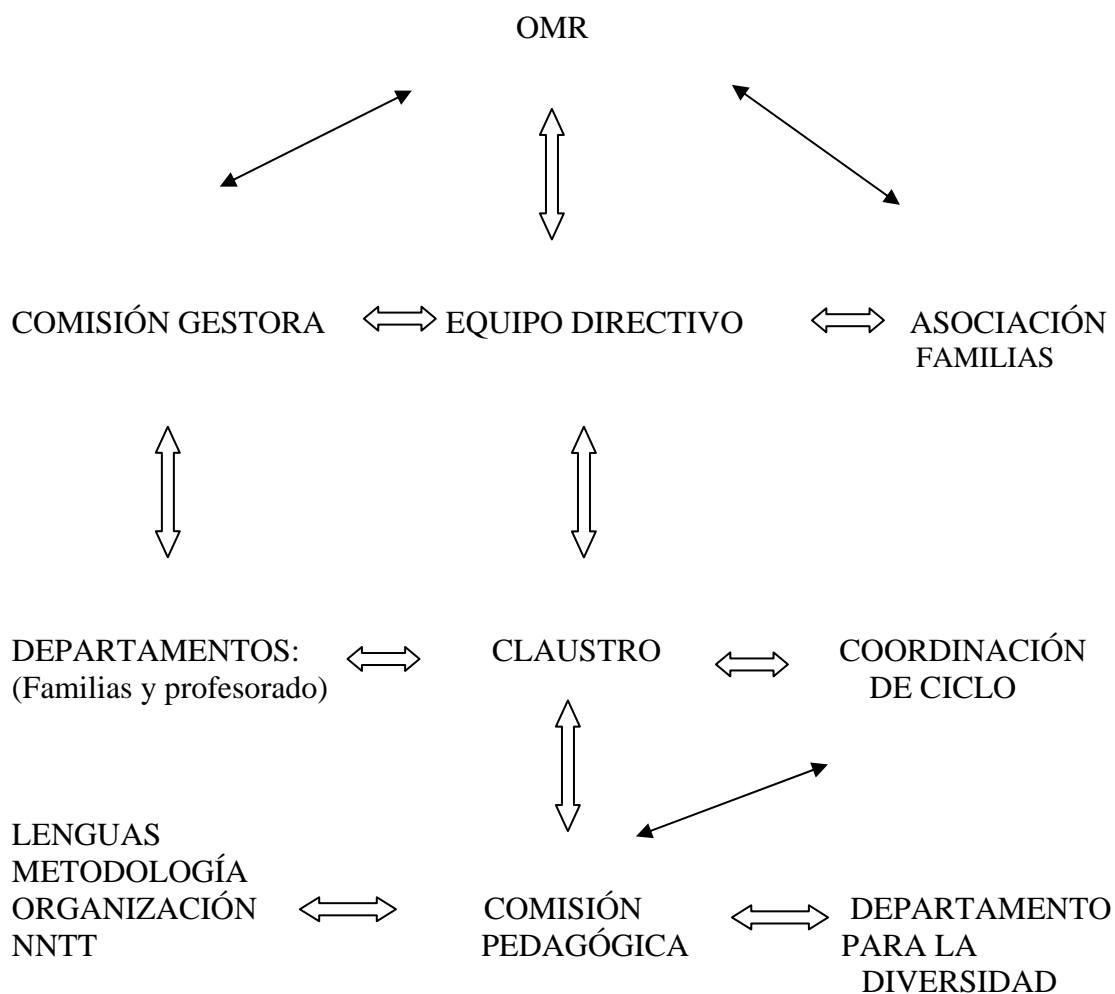 OMR
COMISIÓN GESTORA
EQUIPO DIRECTIVO
ASOCIACIÓN
FAMILIAS
DEPARTAMENTOS:
(Familias y profesorado)
CLAUSTRO
COORDINACIÓN
DE CICLO
LENGUAS
METODOLOGÍA
ORGANIZACIÓN
NNTT
COMISIÓN
PEDAGÓGICA
DEPARTAMENTO
PARA LA
DIVERSIDAD